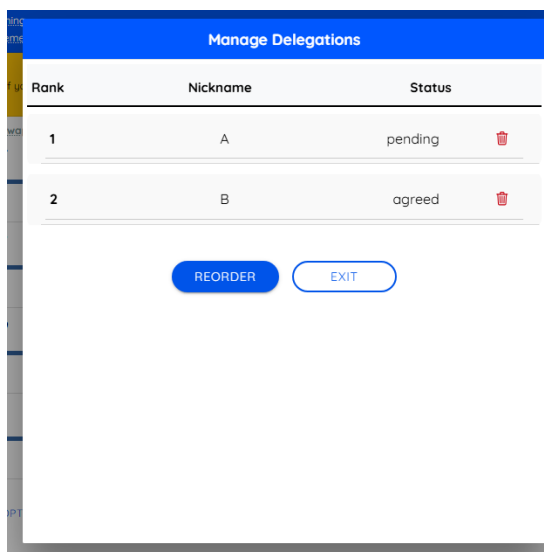 Manage Delegations
Rank Nickname Status
1 A pending
2 B agreed
REORDER EXIT